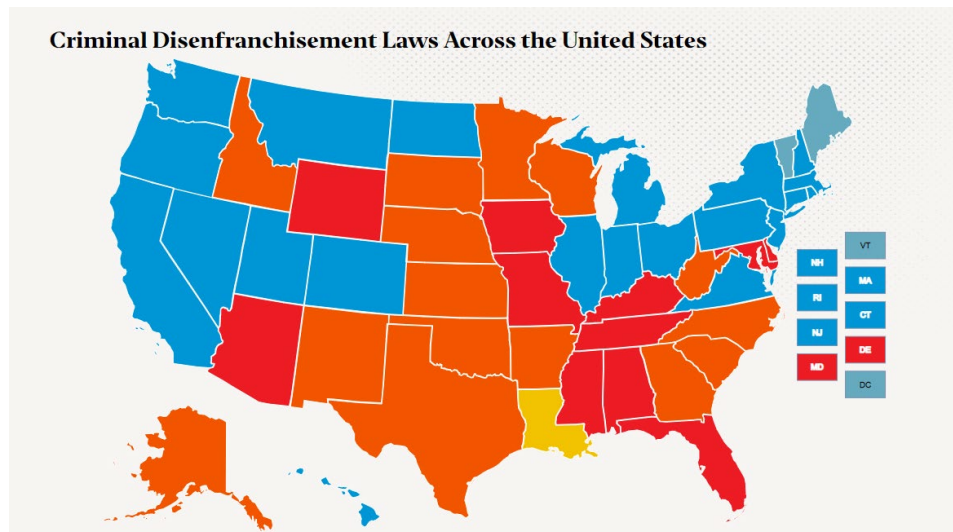 Criminal Disenfranchisement Laws Across the United States
VT
NH
MA
RI
CT
NJ
DE
MD
DC